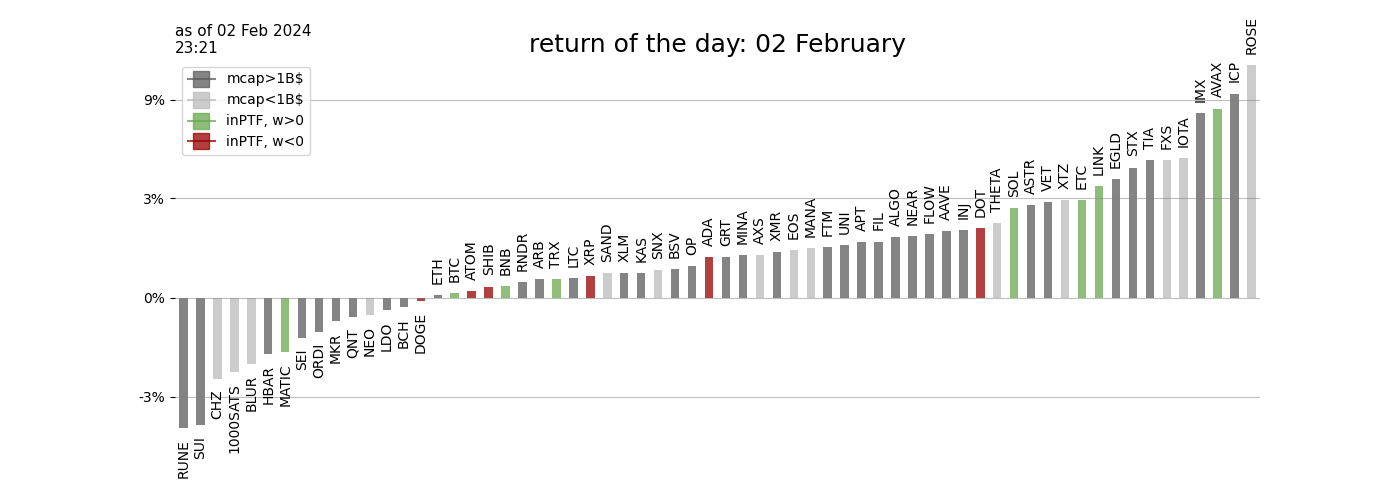 as of 02 Feb 2024
23:21
return of the day: 02 February
mcap>1B$
mcap<1B$
inPTF, w>0
inPTF, w<0
9%
3%
0%
-3%
RUNE
SUI
CHZ
1000SATS
BLUR
HBAR
MATIC
SEI
ORDI
MKR
QNT
NEO
LDO
BCH
DOGE
ETH
BTC
ATOM
SHIB
BNB
RNDR
ARB
TRX
LTC
XRP
SAND
XLM
KAS
SNX
BSV
OP
ADA
GRT
MINA
AXS
XMR
EOS
MANA
FTM
UNI
APT
FIL
ALGO
NEAR
FLOW
AAVE
INJ
DOT
THETA
SOL
ASTR
VET
XTZ
ETC
LINK
EGLD
STX
TIA
FXS
IOTA
IMX
AVAX
ICP
ROSE